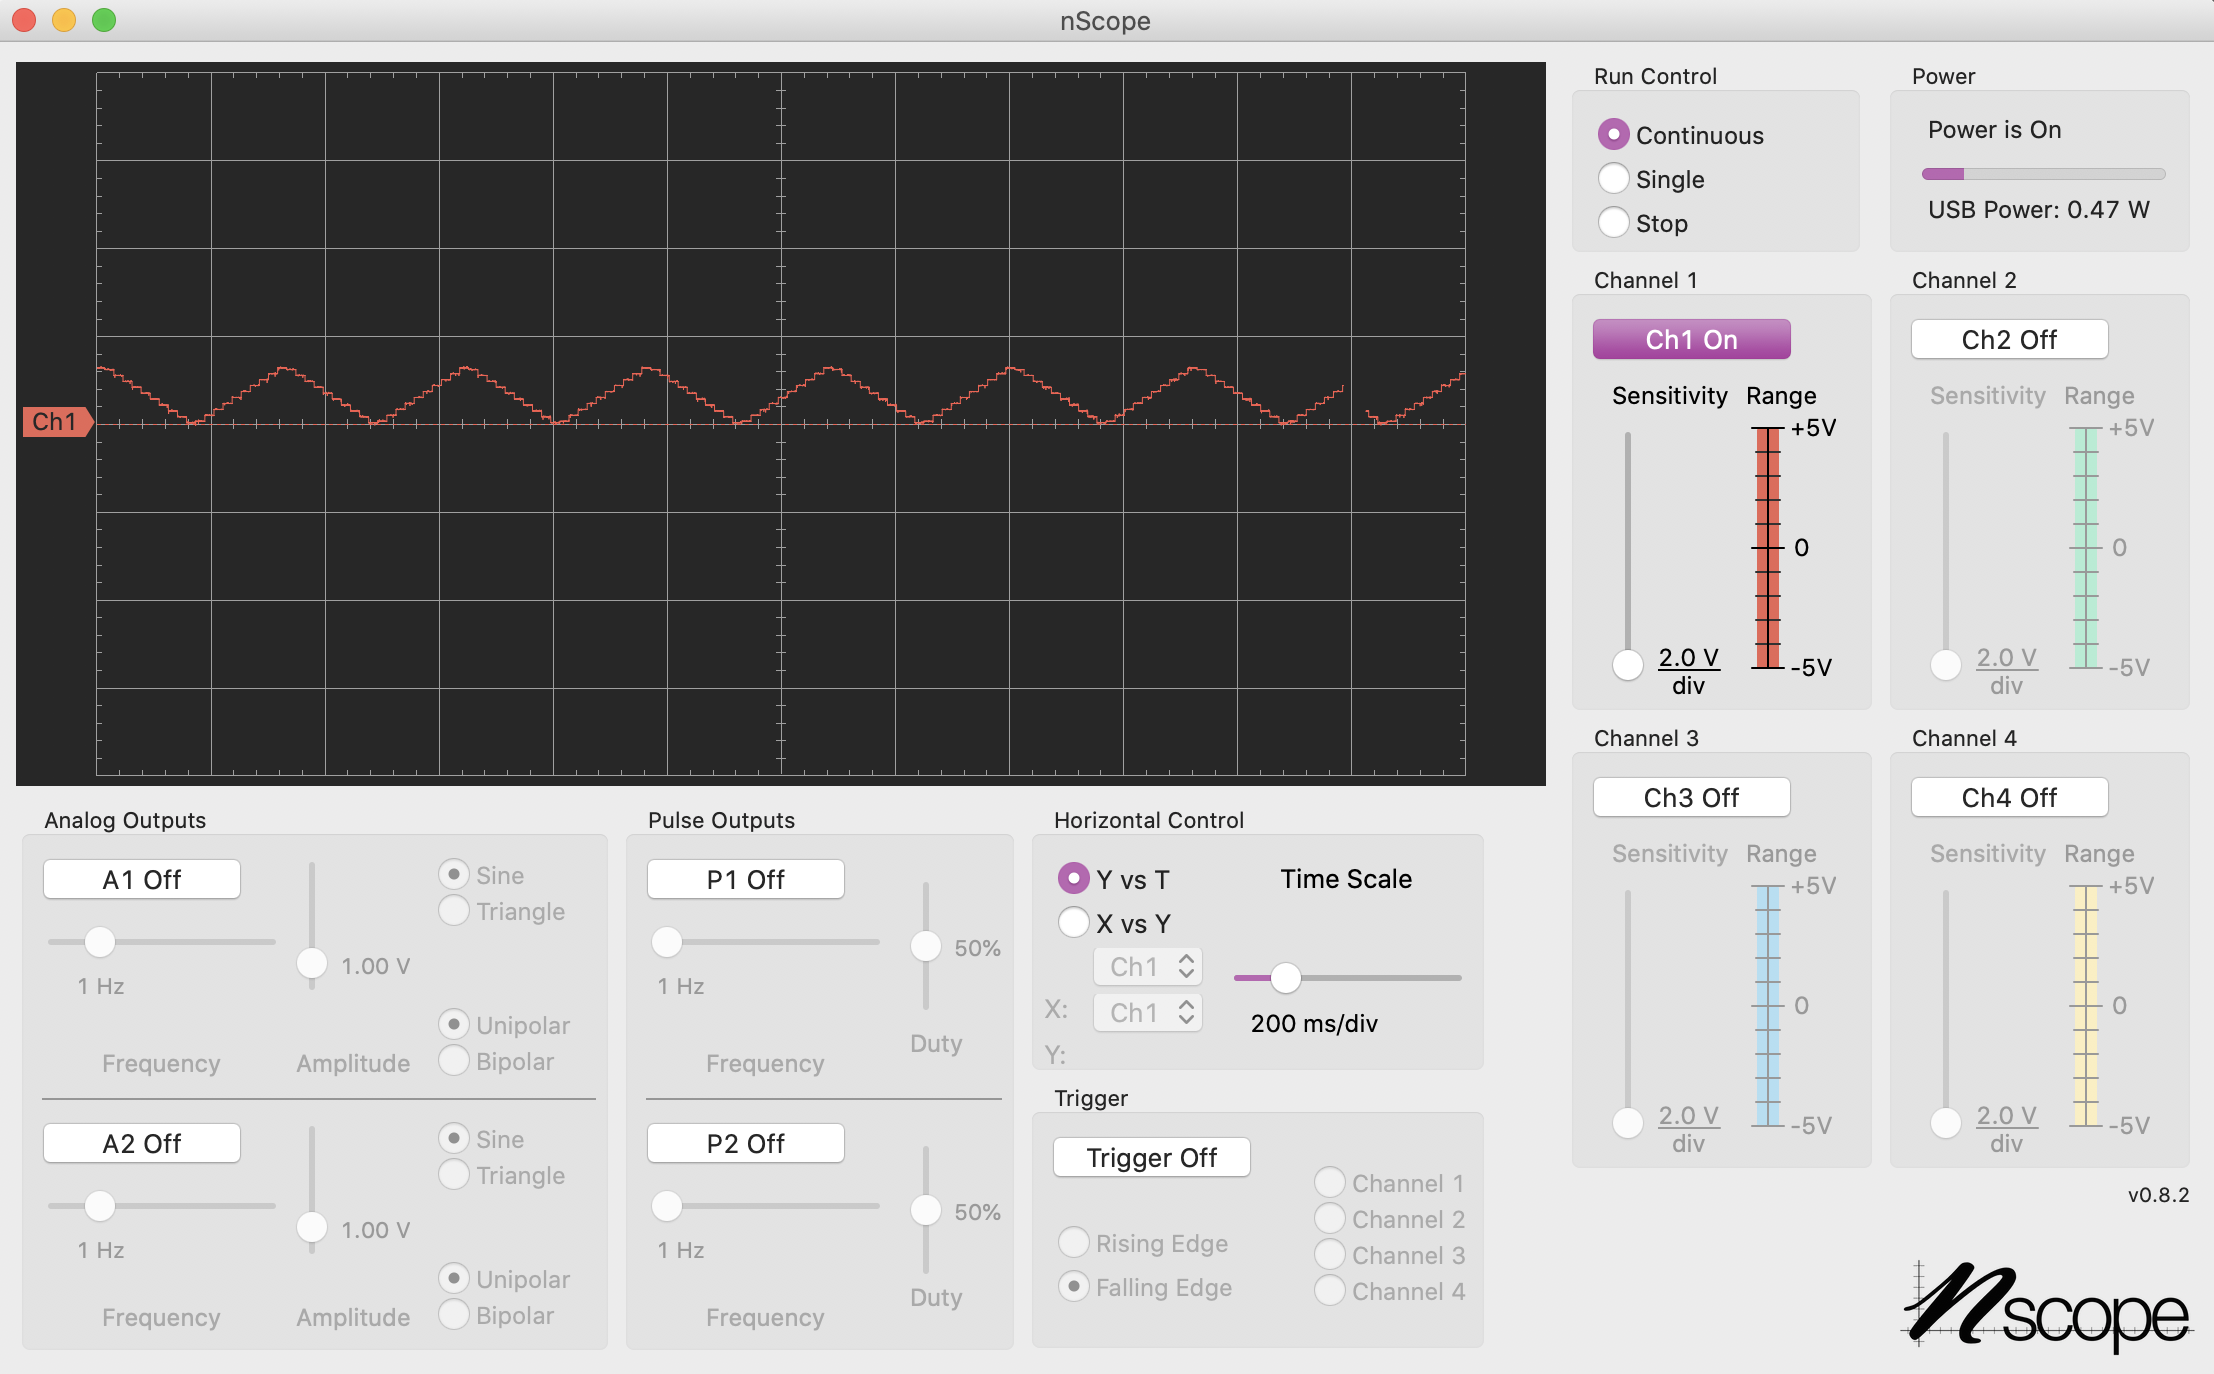 nScope
Ch1
Run Control
Continuous
Single
Stop
Power
Power is On
USB Power: 0.47 W
Channel 1
Ch1 On
Sensitivity Range
+5V
0
-5V
2.0 V
div
Channel 2
Ch2 Off
Sensitivity Range
+5V
0
-5V
2.0 V
div
Channel 3
Ch3 Off
Sensitivity Range
+5V
0
-5V
2.0 V
div
Channel 4
Ch4 Off
Sensitivity Range
+5V
0
-5V
2.0 V
div
Analog Outputs
A1 Off
Sine
Triangle
1.00 V
1 Hz
Unipolar
Bipolar
Frequency
Amplitude
A2 Off
Sine
Triangle
1.00 V
1 Hz
Unipolar
Bipolar
Frequency
Amplitude
Pulse Outputs
P1 Off
50%
1 Hz
Duty
Frequency
P2 Off
50%
1 Hz
Duty
Frequency
Horizontal Control
Y vs T
X vs Y
Time Scale
Ch1
X: Ch1
Y:
200 ms/div
Trigger
Trigger Off
Rising Edge
Falling Edge
Channel 1
Channel 2
Channel 3
Channel 4
v0.8.2
nscope